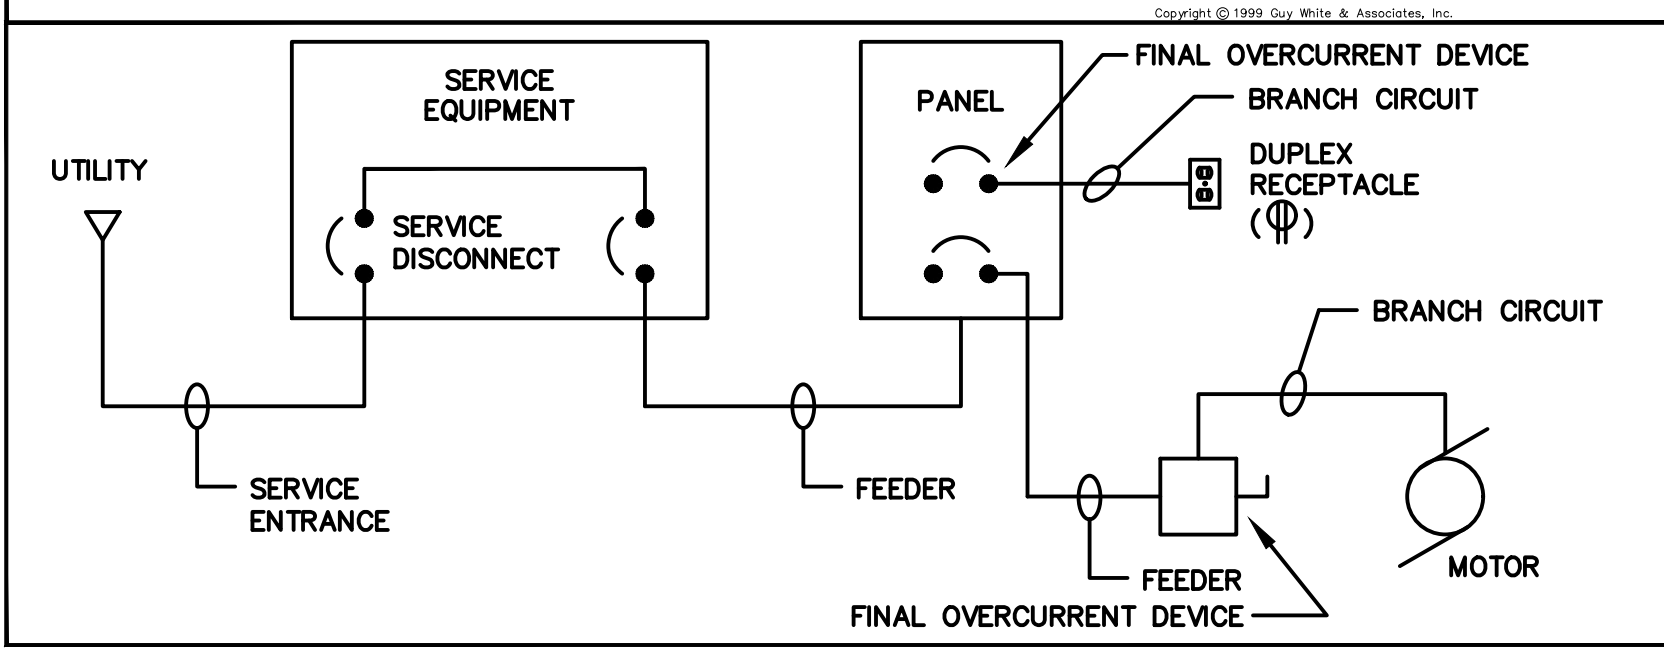 Copyright © 1999 Guy White & Associates, Inc.
SERVICE
EQUIPMENT
UTILITY
SERVICE
DISCONNECT
SERVICE
ENTRANCE
FEEDER
PANEL
FINAL OVERCURRENT DEVICE
BRANCH CIRCUIT
DUPLEX
RECEPTACLE
( )
BRANCH CIRCUIT
MOTOR
FEEDER
FINAL OVERCURRENT DEVICE